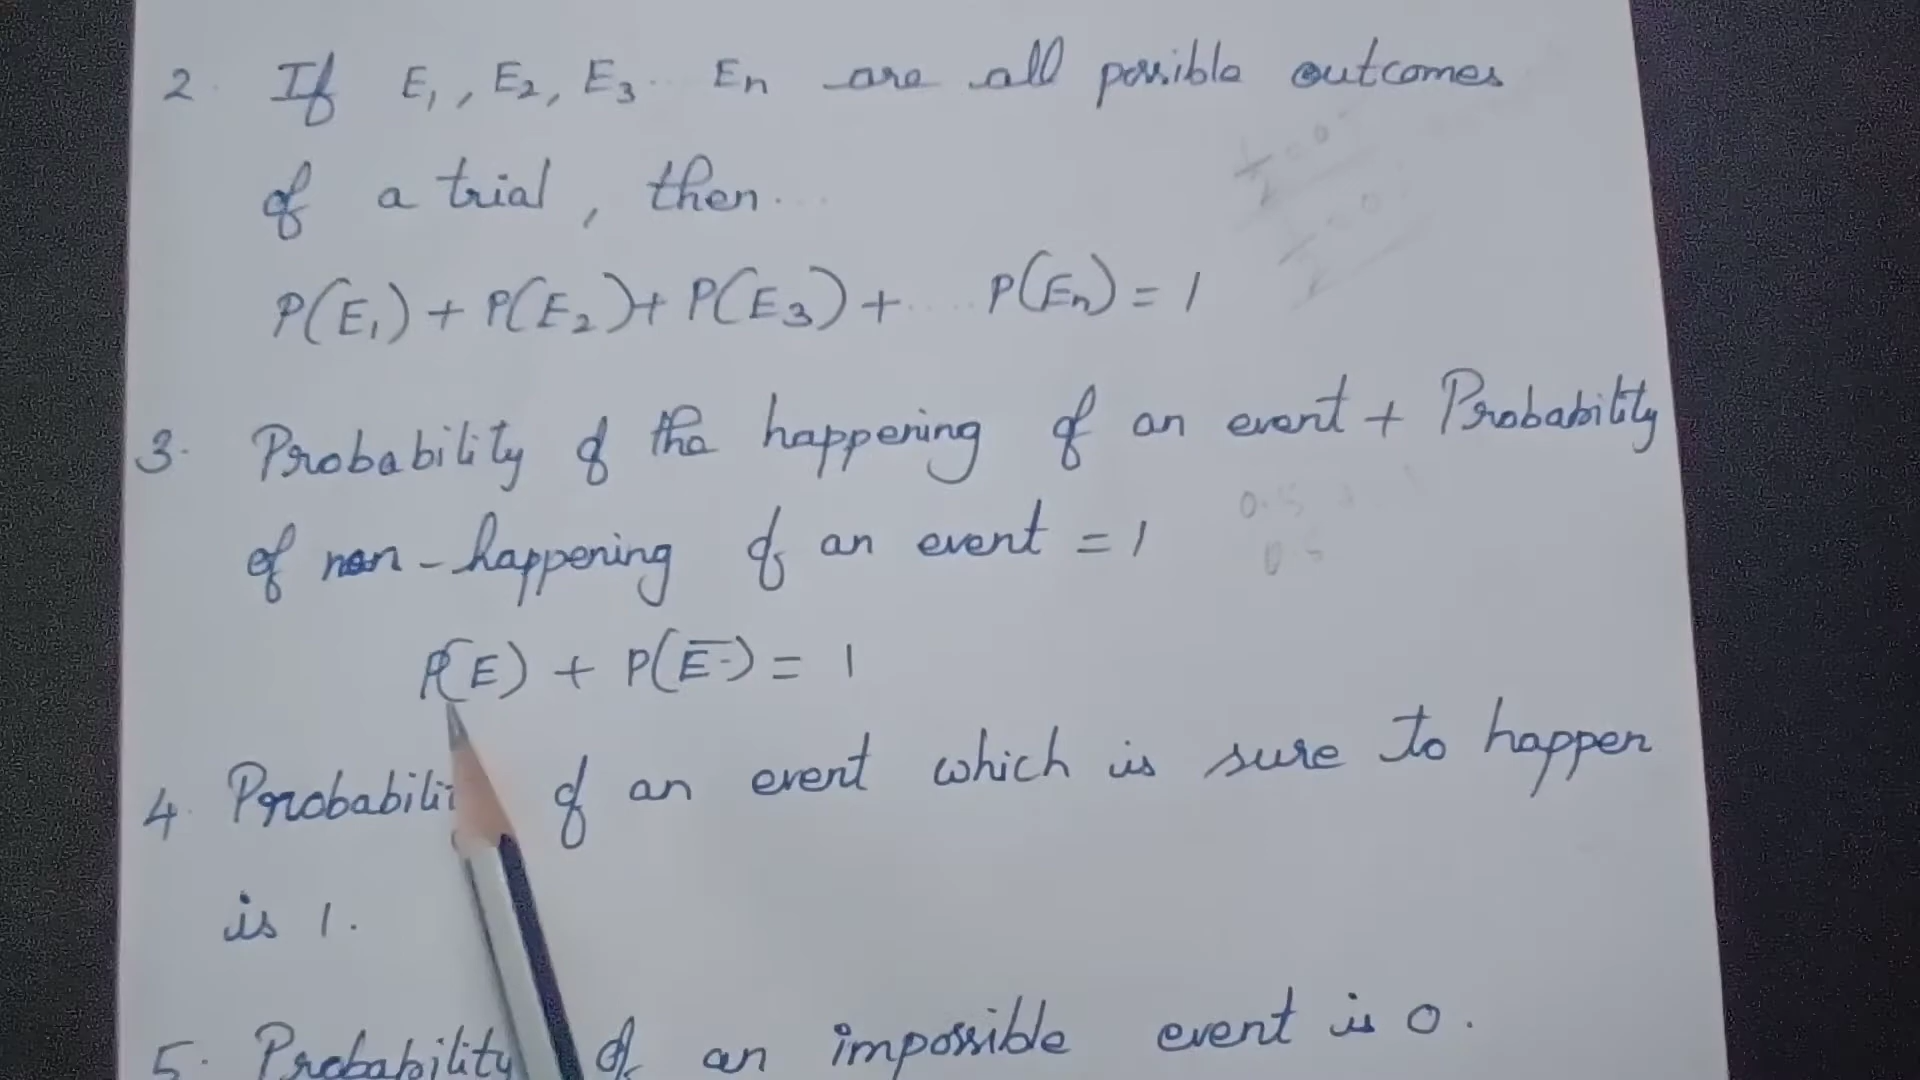 2. If E₁, E₂, E₃ ... Eₙ are all possible outcomes
of a trial, then
P(E₁) + P(E₂) + P(E₃) + ..... P(Eₙ) = 1
3. Probability of the happening of an event + Probability
of non-happening of an event = 1
P(E) + P(E̅) = 1
4. Probabili of an event which is sure to happen
is 1.
5. Probability of an impossible event is 0.